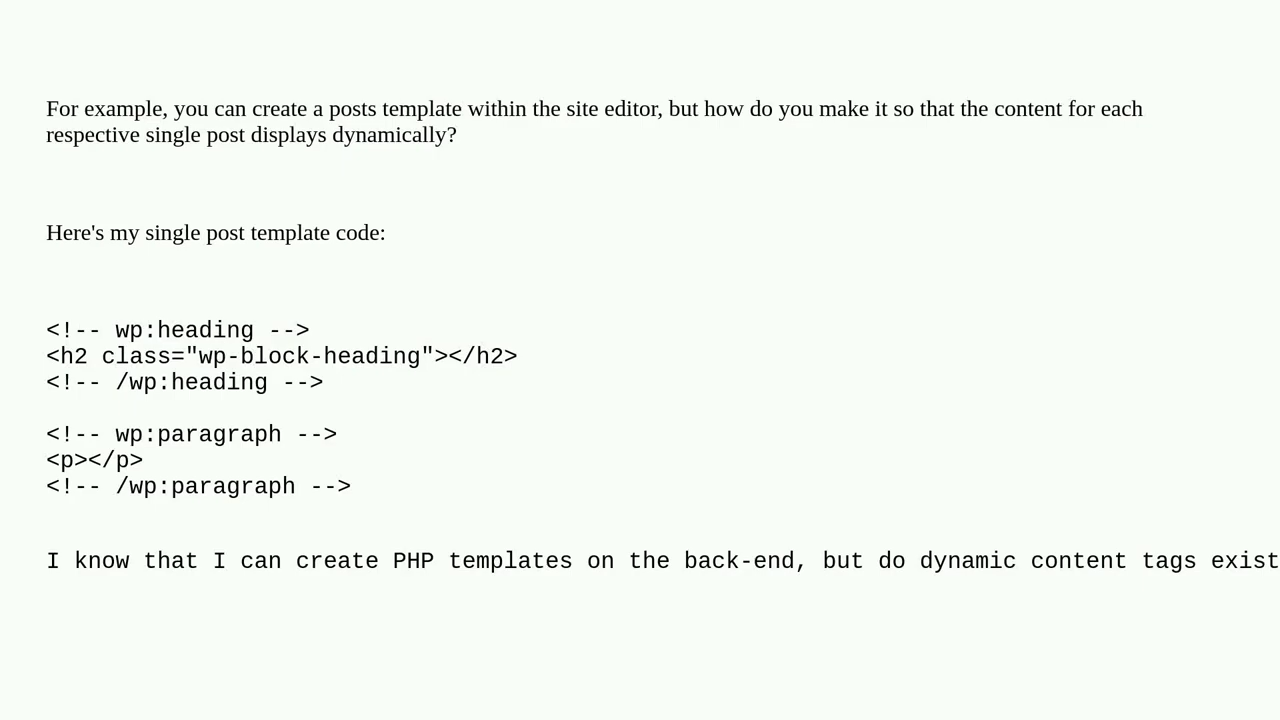 For example, you can create a posts template within the site editor, but how do you make it so that the content for each
respective single post displays dynamically?
Here's my single post template code:
<!-- wp:heading -->
<h2 class="wp-block-heading"></h2>
<!-- /wp:heading -->
<!-- wp:paragraph -->
<p></p>
<!-- /wp:paragraph -->
I know that I can create PHP templates on the back-end, but do dynamic content tags exist